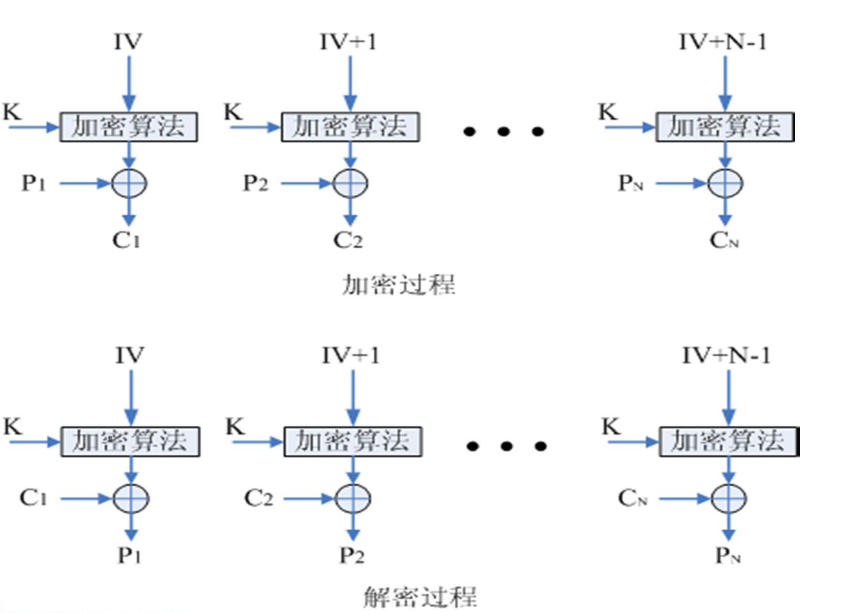 IV IV+1 IV+N-1
K 加密算法 K 加密算法 K 加密算法
P1 P2 PN
C1 C2 CN
加密过程
IV IV+1 IV+N-1
K 加密算法 K 加密算法 K 加密算法
C1 C2 CN
P1 P2 PN
解密过程